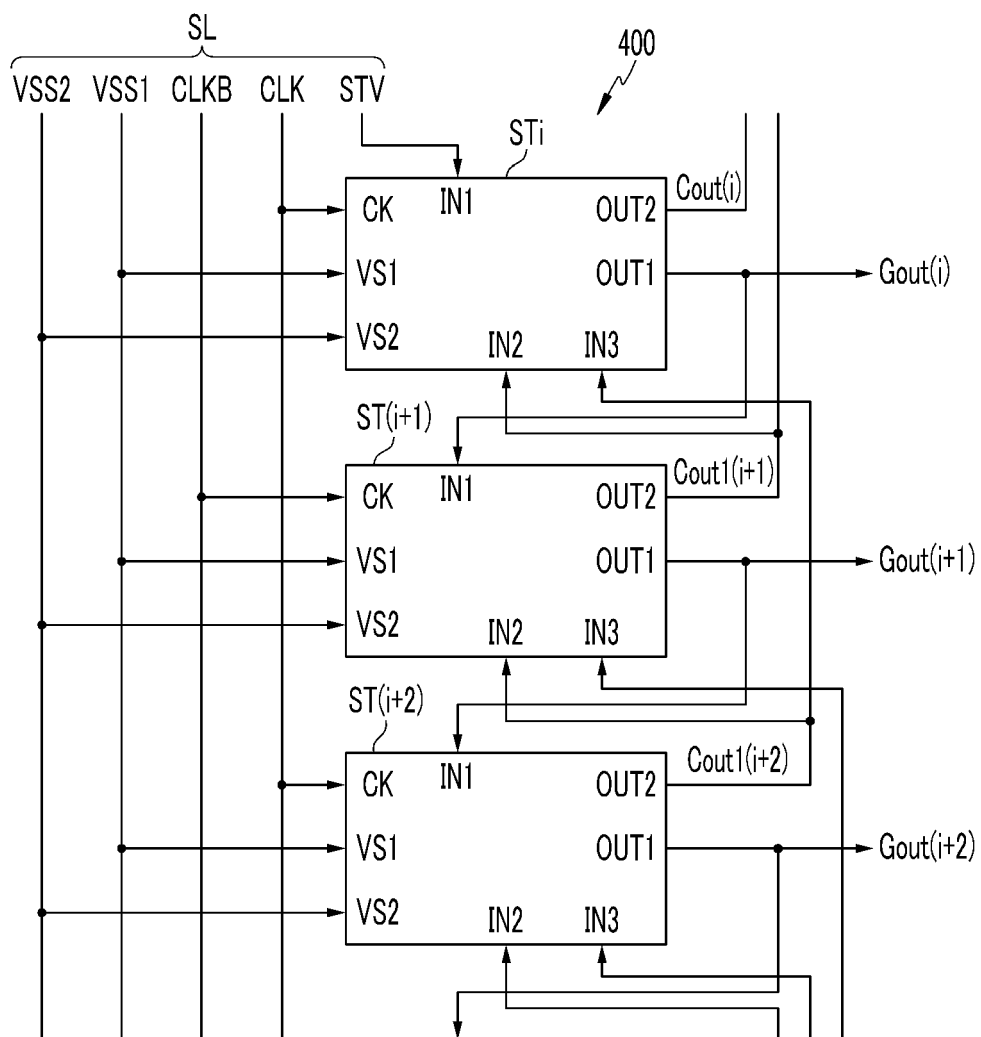 SL
400
VSS2 VSS1 CLKB CLK STV
STi
IN1
CK
OUT2
Cout(i)
VS1
OUT1
Gout(i)
VS2
IN2
IN3
ST(i+1)
IN1
CK
OUT2
Cout1(i+1)
VS1
OUT1
Gout(i+1)
VS2
IN2
IN3
ST(i+2)
IN1
CK
OUT2
Cout1(i+2)
VS1
OUT1
Gout(i+2)
VS2
IN2
IN3